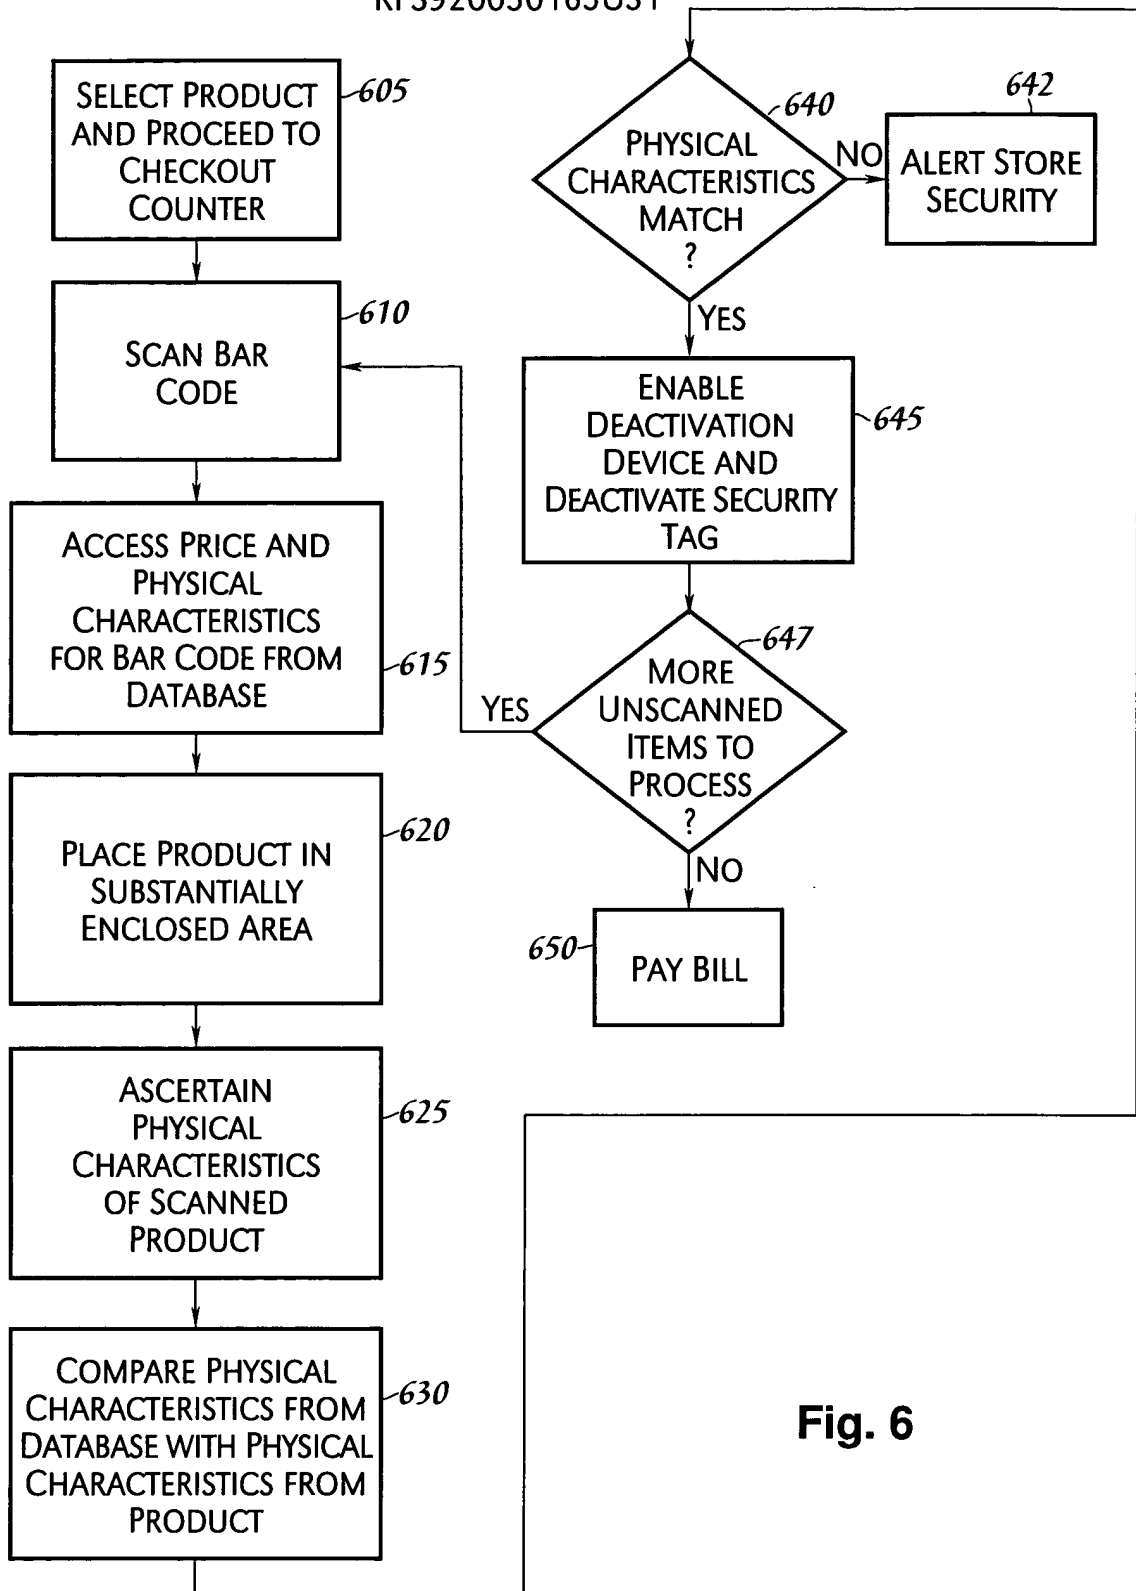 SELECT PRODUCT
AND PROCEED TO
CHECKOUT
COUNTER
605
SCAN BAR
CODE
610
ACCESS PRICE AND
PHYSICAL
CHARACTERISTICS
FOR BAR CODE FROM
DATABASE
615
PLACE PRODUCT IN
SUBSTANTIALLY
ENCLOSED AREA
620
ASCERTAIN
PHYSICAL
CHARACTERISTICS
OF SCANNED
PRODUCT
625
COMPARE PHYSICAL
CHARACTERISTICS FROM
DATABASE WITH PHYSICAL
CHARACTERISTICS FROM
PRODUCT
630
PHYSICAL
CHARACTERISTICS
MATCH
?
640
NO
ALERT STORE
SECURITY
642
YES
ENABLE
DEACTIVATION
DEVICE AND
DEACTIVATE SECURITY
TAG
645
MORE
UNSCANNED
ITEMS TO
PROCESS
?
647
YES
NO
PAY BILL
650
Fig. 6